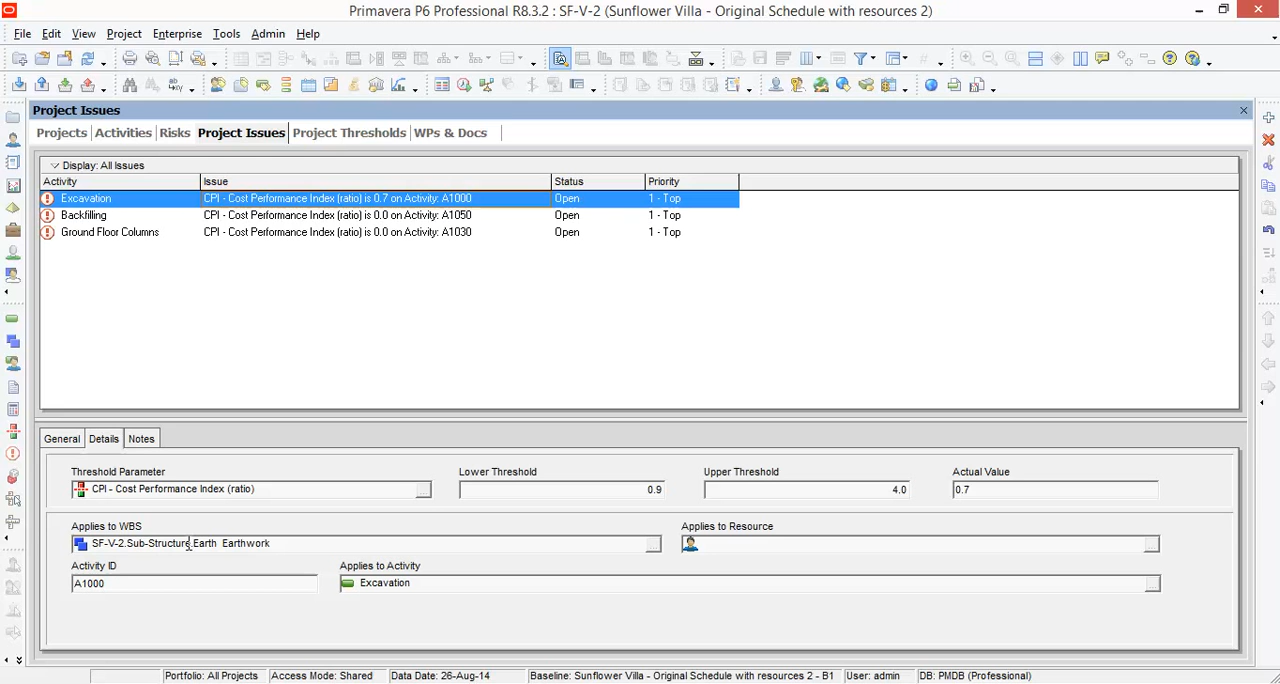 Primavera P6 Professional R8.3.2 : SF-V-2 (Sunflower Villa - Original Schedule with resources 2)
File Edit View Project Enterprise Tools Admin Help
Project Issues
Projects Activities Risks Project Issues Project Thresholds WPs & Docs
Display: All Issues
Activity Issue Status Priority
Excavation CPI - Cost Performance Index (ratio) is 0.7 on Activity: A1000 Open 1 - Top
Backfilling CPI - Cost Performance Index (ratio) is 0.0 on Activity: A1050 Open 1 - Top
Ground Floor Columns CPI - Cost Performance Index (ratio) is 0.0 on Activity: A1030 Open 1 - Top
General Details Notes
Threshold Parameter Lower Threshold Upper Threshold Actual Value
CPI - Cost Performance Index (ratio) 0.9 4.0 0.7
Applies to WBS Applies to Resource
SF-V-2.Sub-Structure.Earth Earthwork
Activity ID Applies to Activity
A1000 Excavation
Portfolio: All Projects Access Mode: Shared Data Date: 26-Aug-14 Baseline: Sunflower Villa - Original Schedule with resources 2 - B1 User: admin DB: PMDB (Professional)